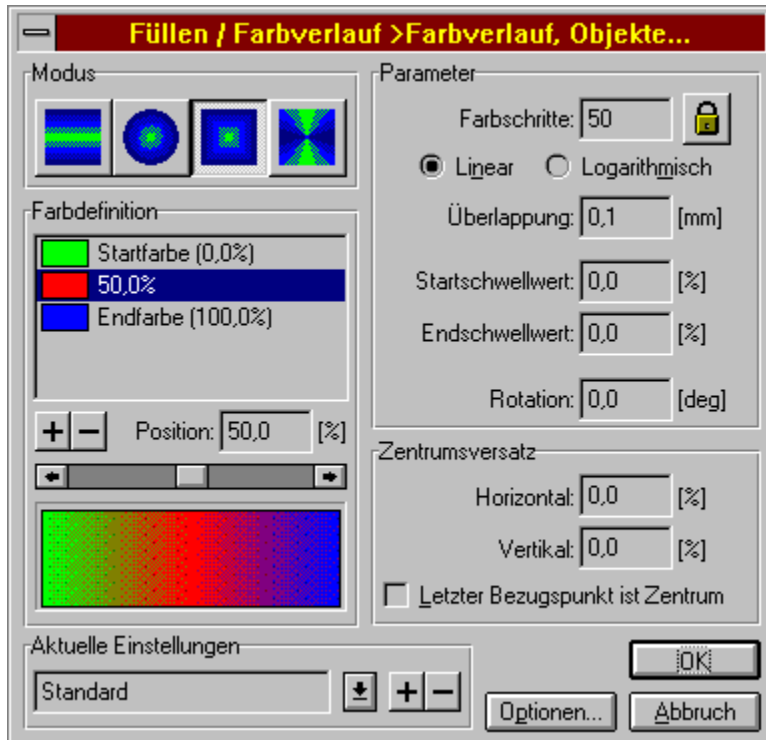 Füllen / Farbverlauf >Farbverlauf, Objekte...
Modus
Farbdefinition
Startfarbe (0,0%)
50,0%
Endfarbe (100,0%)
+ − Position: 50,0 [%]
Parameter
Farbschritte: 50
Linear Logarithmisch
Überlappung: 0,1 [mm]
Startschwellwert: 0,0 [%]
Endschwellwert: 0,0 [%]
Rotation: 0,0 [deg]
Zentrumsversatz
Horizontal: 0,0 [%]
Vertikal: 0,0 [%]
Letzter Bezugspunkt ist Zentrum
Aktuelle Einstellungen
Standard + −
OK
Optionen... Abbruch